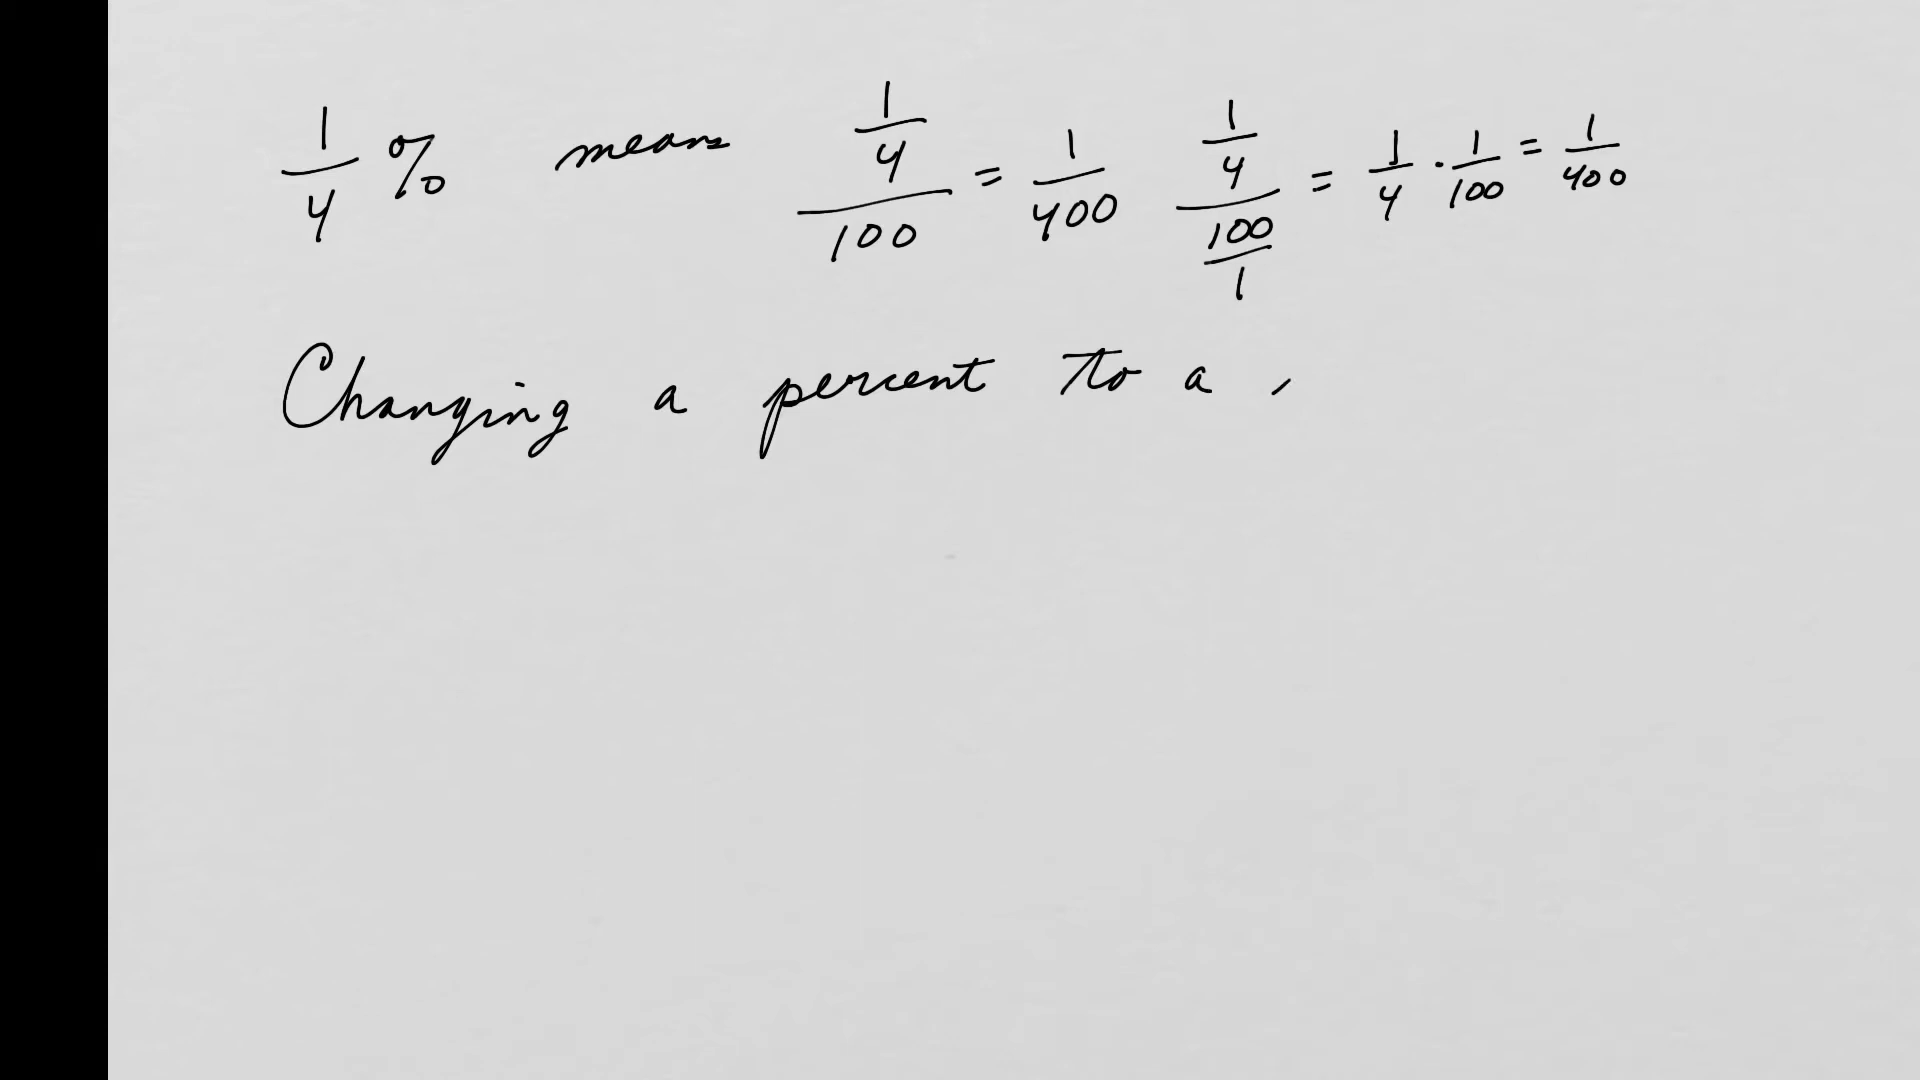 1/4 % means (1/4)/100 = 1/400 (1/4)/(100/1) = 1/4 · 1/100 = 1/400
Changing a percent to a